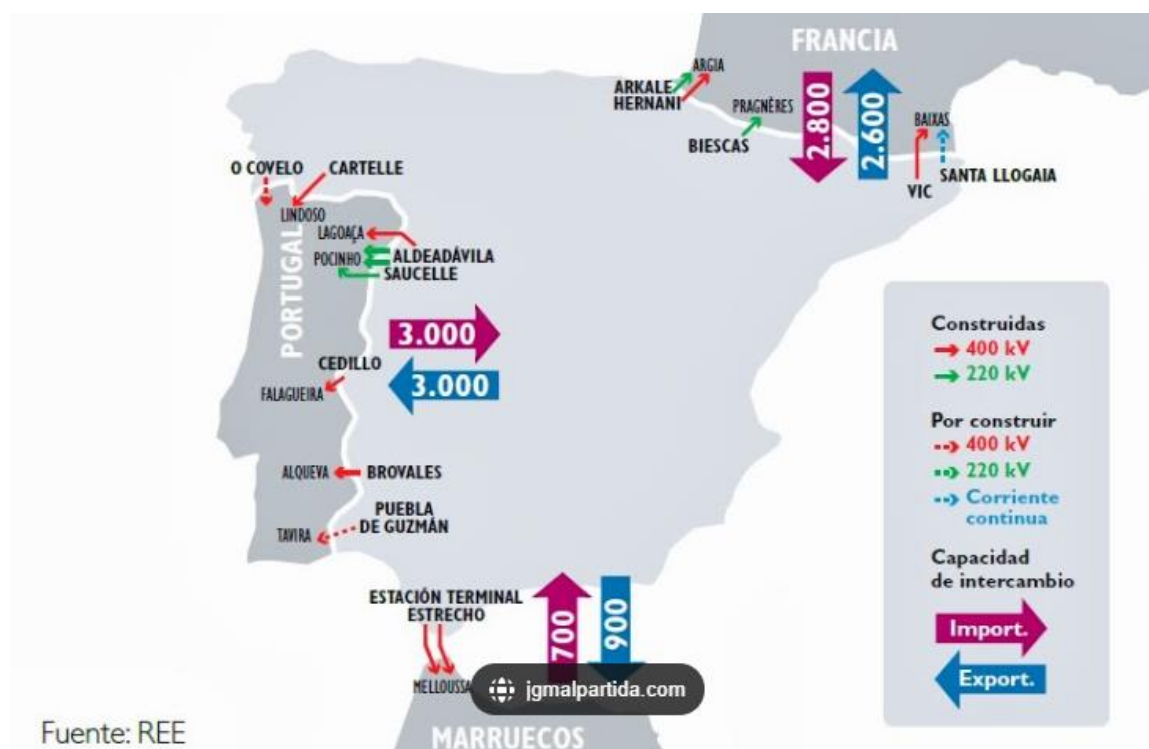 FRANCIA
ARGIA
ARKALE
HERNANI
PRAGNÈRES
BIESCAS
2.800
2.600
BAIXAS
SANTA LLOGAIA
VIC
O COVELO
CARTELLE
LINDOSO
LAGOAÇA
POCINHO
ALDEADÁVILA
SAUCELLE
PORTUGAL
3.000
3.000
CEDILLO
FALAGUEIRA
ALQUEVA
BROVALES
PUEBLA
DE GUZMÁN
TAVIRA
ESTACIÓN TERMINAL
ESTRECHO
700
900
MELLOUSSA
jgmalpartida.com
MARRUECOS
Construidas
400 kV
220 kV
Por construir
400 kV
220 kV
Corriente
continua
Capacidad
de intercambio
Import.
Export.
Fuente: REE